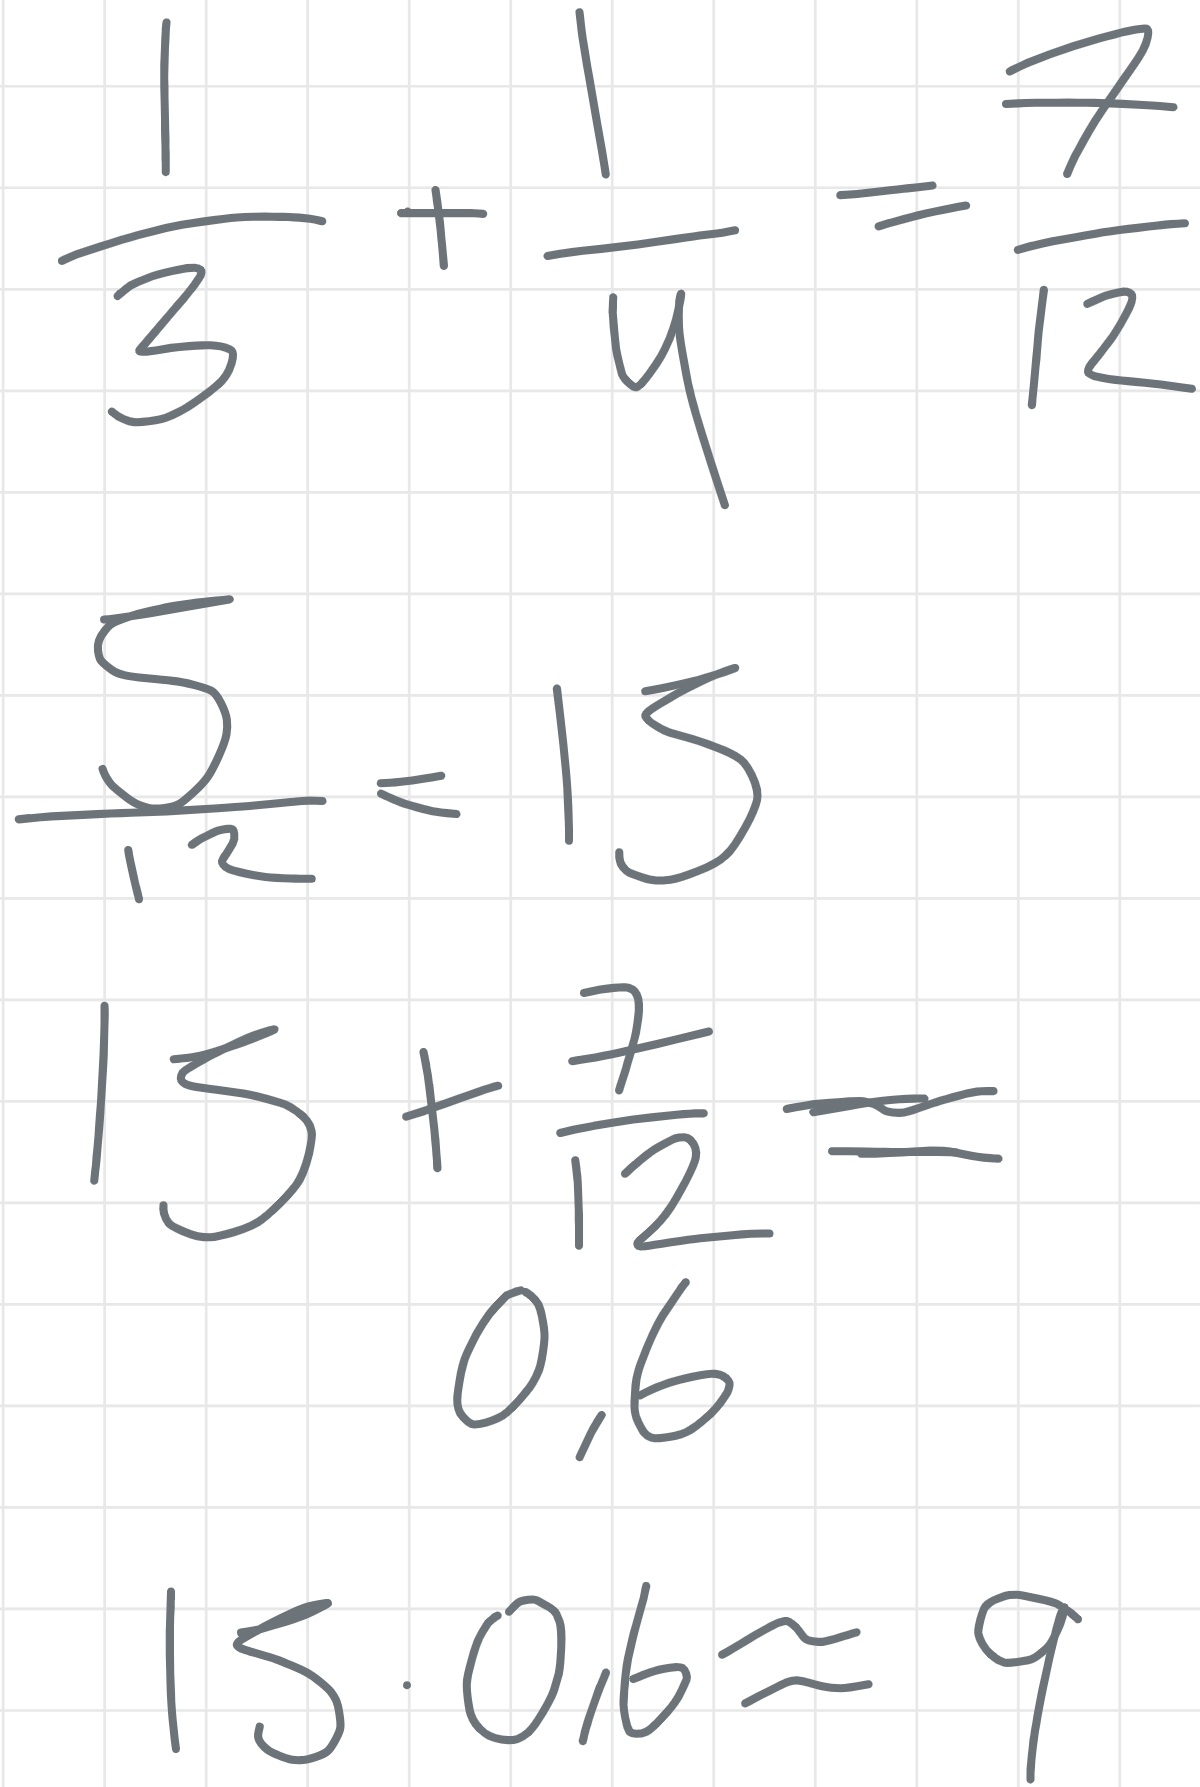 1/3 + 1/4 = 7/12
5/12 = 15
15 + 7/12 =
0,6
15 · 0,6 ≈ 9